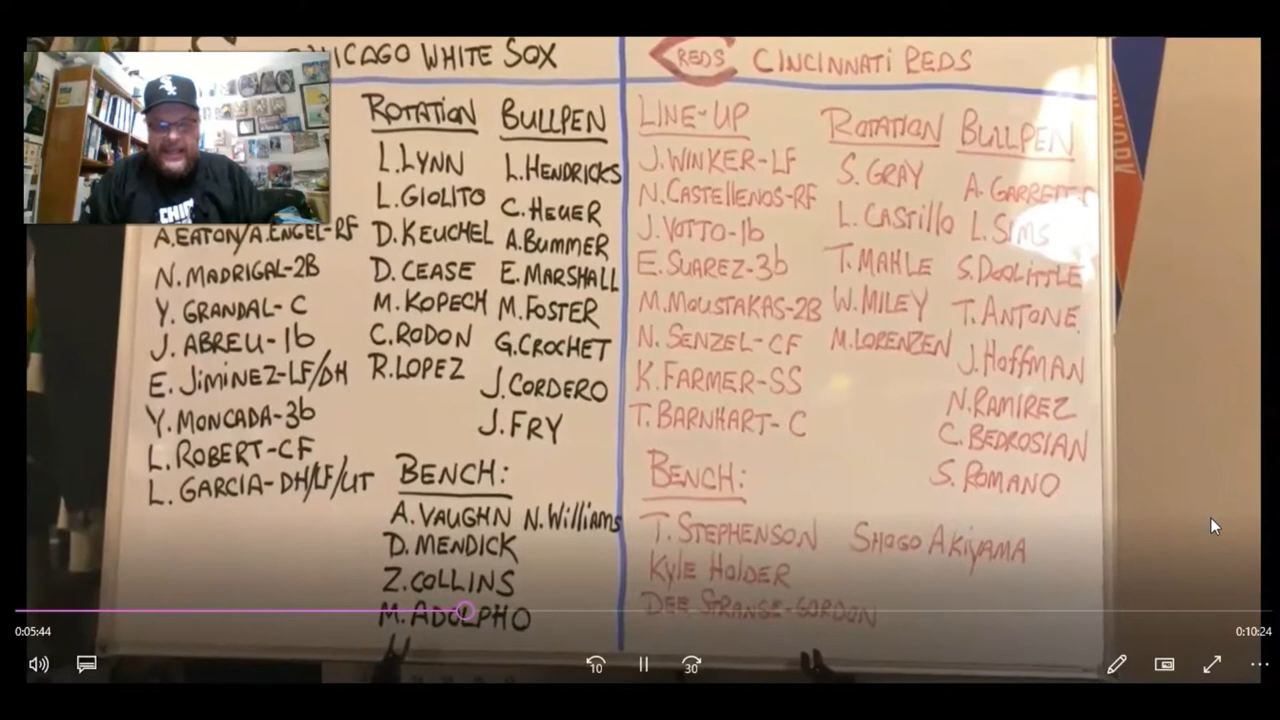 CHICAGO WHITE SOX
ROTATION
L. LYNN
L. GIOLITO
D. KEUCHEL
D. CEASE
M. KOPECH
C. RODON
R. LOPEZ
BULLPEN
L. HENDRICKS
C. HEUER
A. BUMMER
E. MARSHALL
M. FOSTER
G. CROCHET
J. CORDERO
J. FRY
A. EATON/A. ENGEL-RF
N. MADRIGAL-2B
Y. GRANDAL-C
J. ABREU-1b
E. JIMINEZ-LF/DH
Y. MONCADA-3b
L. ROBERT-CF
L. GARCIA-DH/LF/UT
BENCH:
A. VAUGHN N. Williams
D. MENDICK
Z. COLLINS
M. ADOLPHO
REDS CINCINNATI REDS
LINE-UP
J. WINKER-LF
N. CASTELLENOS-RF
J. VOTTO-1b
E. SUAREZ-3b
M. MOUSTAKAS-2B
N. SENZEL-CF
K. FARMER-SS
T. BARNHART-C
ROTATION
S. GRAY
L. CASTILLO
T. MAHLE
W. MILEY
M. LORENZEN
BULLPEN
A. GARRETT
L. SIMS
S. DOOLITTLE
T. ANTONE
J. HOFFMAN
N. RAMIREZ
C. BEDROSIAN
S. ROMANO
BENCH:
T. STEPHENSON SHOGO AKIYAMA
KYLE HOLDER
DEE STRANGE-GORDON
0:05:44
0:10:24
10
30